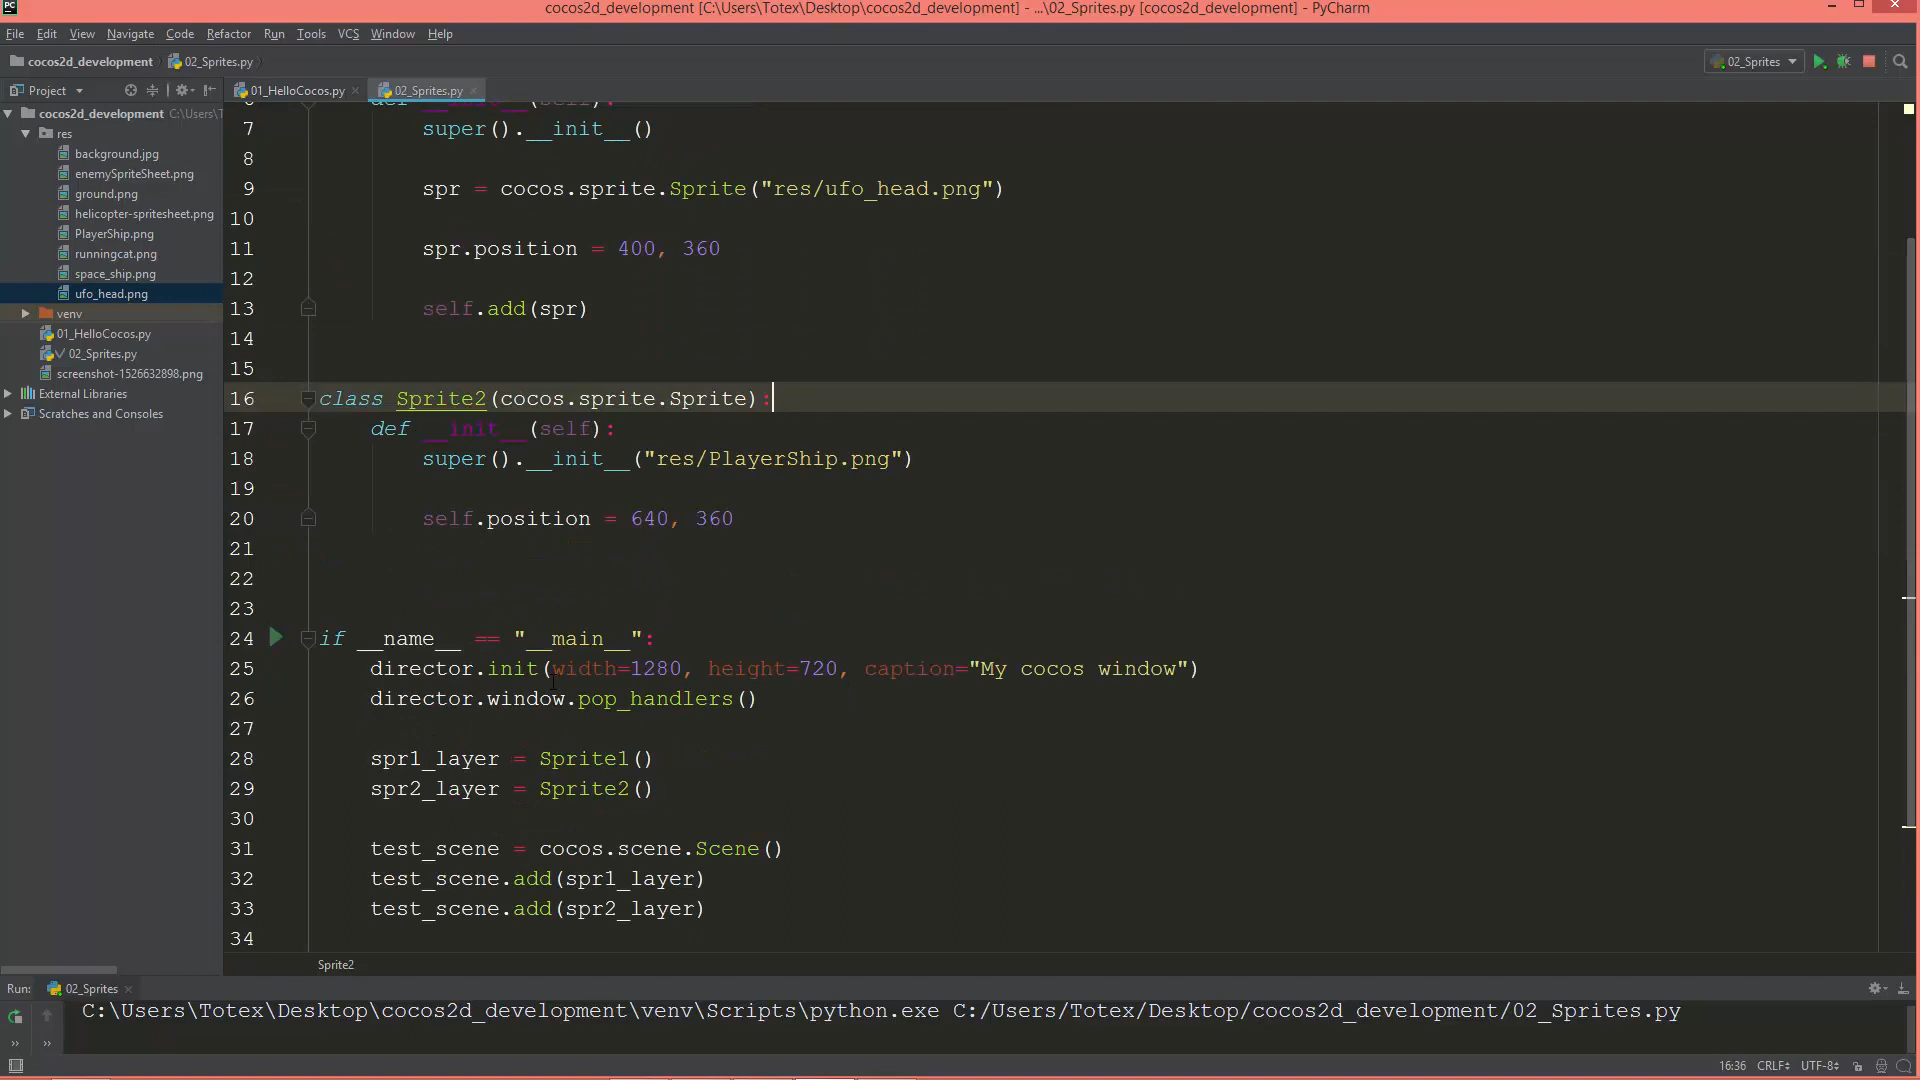 PC cocos2d_development [C:\Users\Totex\Desktop\cocos2d_development] - ...\02_Sprites.py [cocos2d_development] - PyCharm
File Edit View Navigate Code Refactor Run Tools VCS Window Help
cocos2d_development 02_Sprites.py 02_Sprites
Project 01_HelloCocos.py 02_Sprites.py
cocos2d_development C:\Users\T
res
background.jpg
enemySpriteSheet.png
ground.png
helicopter-spritesheet.png
PlayerShip.png
runningcat.png
space_ship.png
ufo_head.png
venv
01_HelloCocos.py
02_Sprites.py
screenshot-1526632898.png
External Libraries
Scratches and Consoles
6 def __init__(self):
7 super().__init__()
8
9 spr = cocos.sprite.Sprite("res/ufo_head.png")
10
11 spr.position = 400, 360
12
13 self.add(spr)
14
15
16 class Sprite2(cocos.sprite.Sprite):
17 def __init__(self):
18 super().__init__("res/PlayerShip.png")
19
20 self.position = 640, 360
21
22
23
24 if __name__ == "__main__":
25 director.init(width=1280, height=720, caption="My cocos window")
26 director.window.pop_handlers()
27
28 spr1_layer = Sprite1()
29 spr2_layer = Sprite2()
30
31 test_scene = cocos.scene.Scene()
32 test_scene.add(spr1_layer)
33 test_scene.add(spr2_layer)
34
Sprite2
Run: 02_Sprites
C:\Users\Totex\Desktop\cocos2d_development\venv\Scripts\python.exe C:/Users/Totex/Desktop/cocos2d_development/02_Sprites.py
16:36 CRLF UTF-8